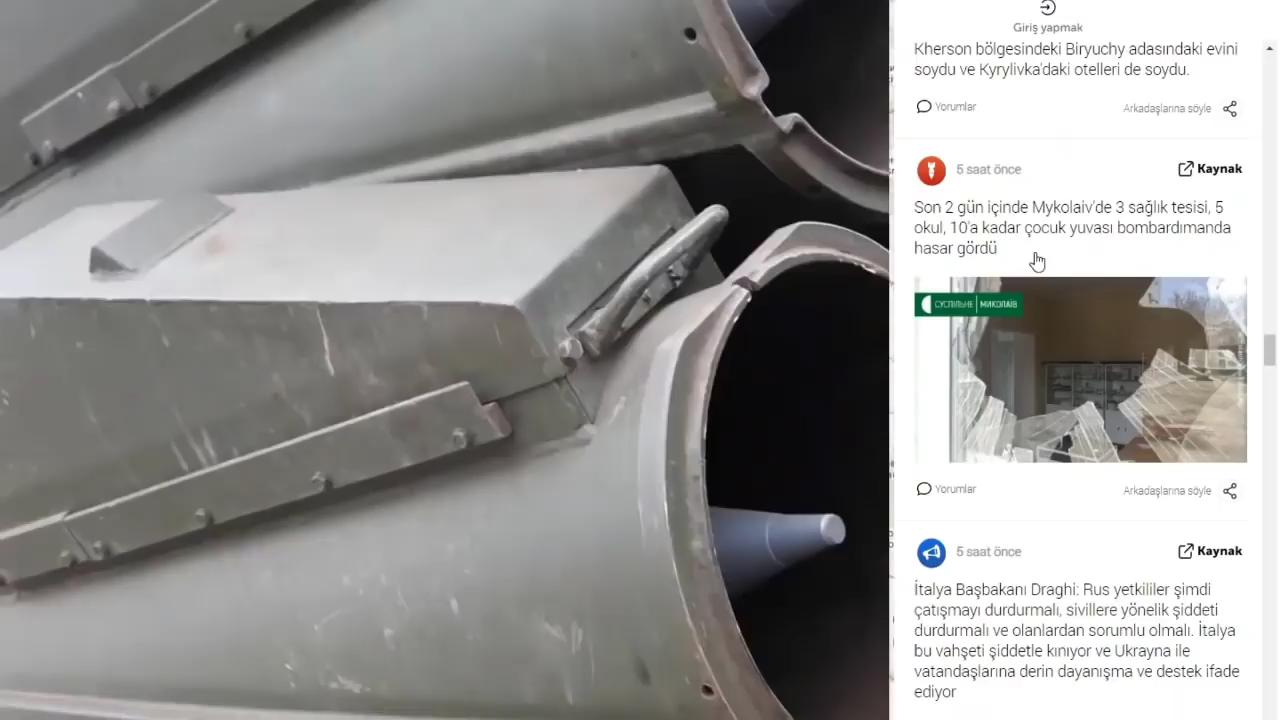 Giriş yapmak
Kherson bölgesindeki Biryuchy adasındaki evini
soydu ve Kyrylivka'daki otelleri de soydu.
Yorumlar
Arkadaşlarına söyle
5 saat önce
Kaynak
Son 2 gün içinde Mykolaiv'de 3 sağlık tesisi, 5
okul, 10'a kadar çocuk yuvası bombardımanda
hasar gördü
СУСПІЛЬНЕ | МИКОЛАЇВ
Yorumlar
Arkadaşlarına söyle
5 saat önce
Kaynak
İtalya Başbakanı Draghi: Rus yetkililer şimdi
çatışmayı durdurmalı, sivillere yönelik şiddeti
durdurmalı ve olanlardan sorumlu olmalı. İtalya
bu vahşeti şiddetle kınıyor ve Ukrayna ile
vatandaşlarına derin dayanışma ve destek ifade
ediyor